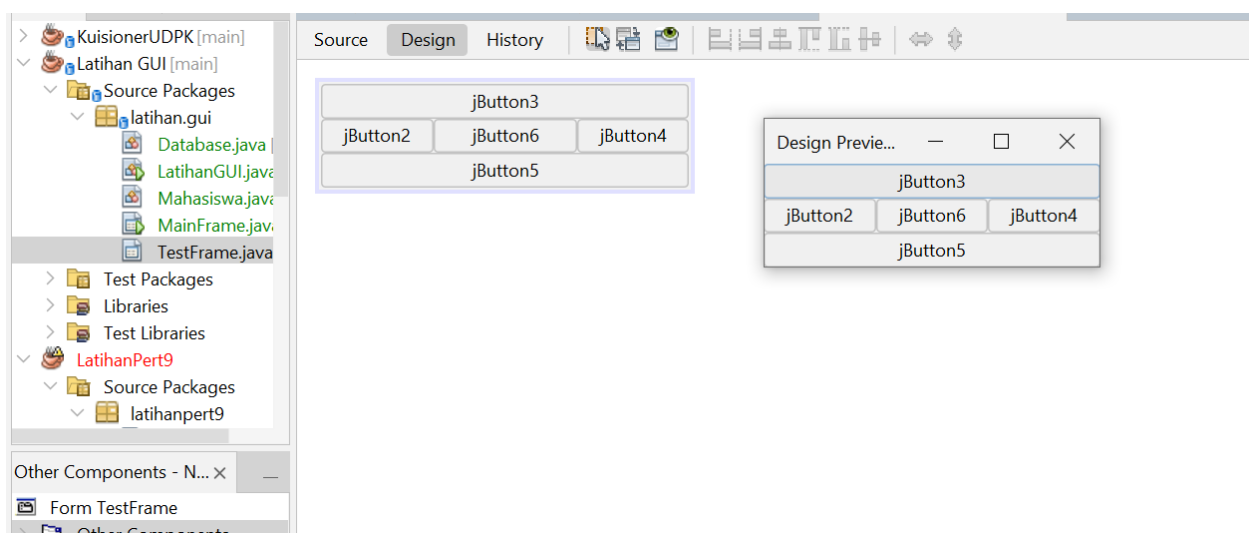 KuisionerUDPK [main]
Latihan GUI [main]
Source Packages
latihan.gui
Database.java
LatihanGUI.java
Mahasiswa.java
MainFrame.java
TestFrame.java
Test Packages
Libraries
Test Libraries
LatihanPert9
Source Packages
latihanpert9
Other Components - N...
Form TestFrame
Other Components
Source Design History
jButton3
jButton2 jButton6 jButton4
jButton5
Design Previe...
jButton3
jButton2 jButton6 jButton4
jButton5